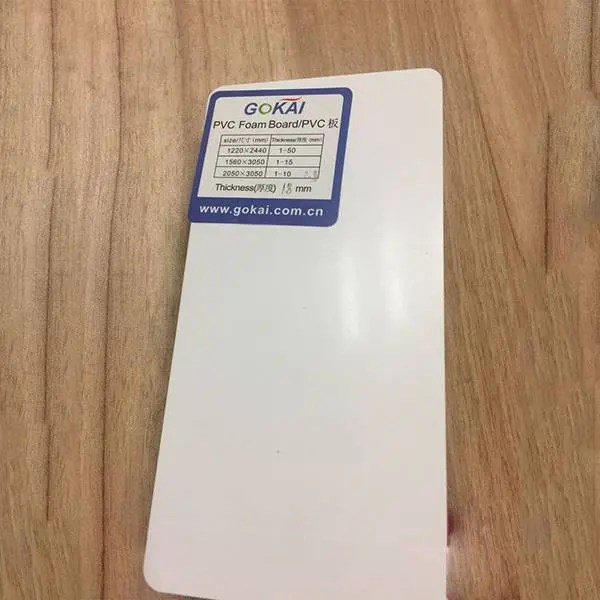 GOKAI
PVC Foam Board/PVC 板
size/尺寸(mm) Thickness/厚度(mm)
1220×2440 1-50
1560×3050 1-15
2050×3050 1-10
Thickness(厚度) mm
www.gokai.com.cn